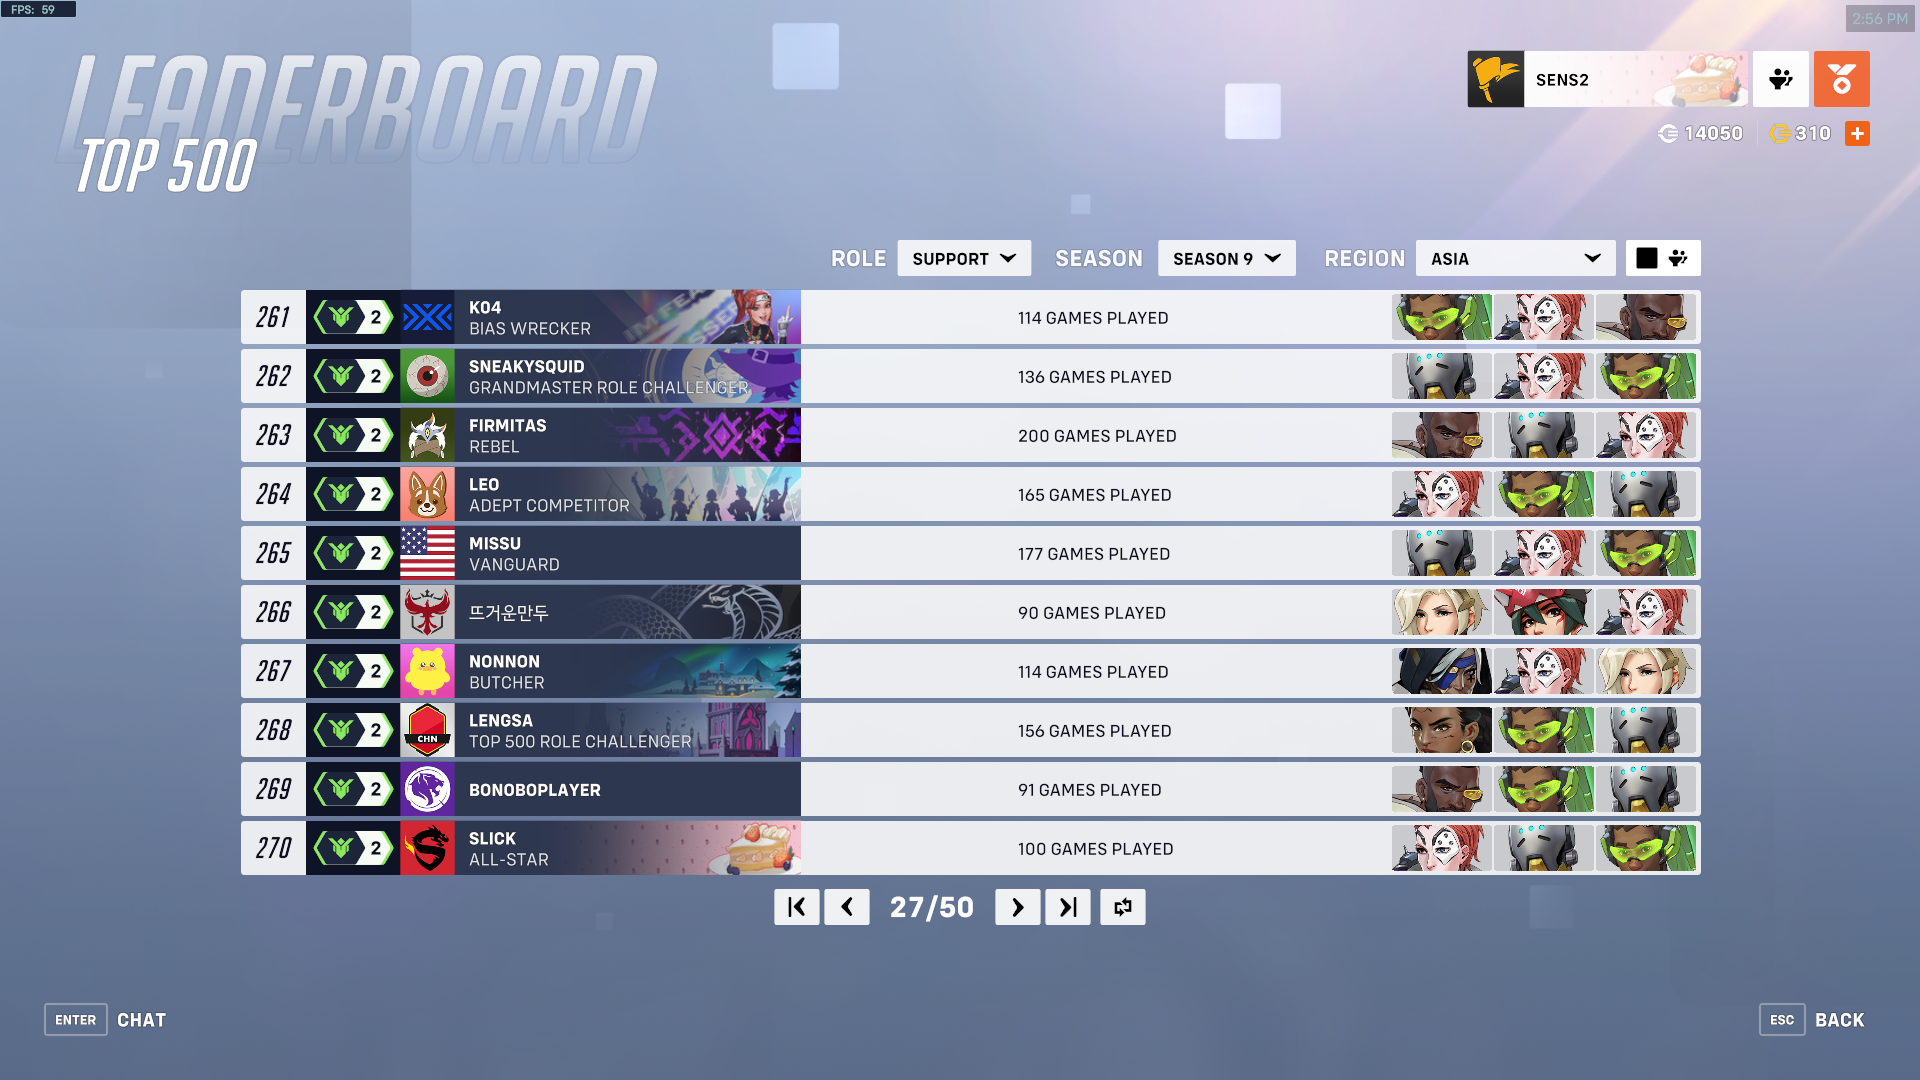 FPS: 59
2:56 PM
LEADERBOARD
TOP 500
SENS2
14050
310
ROLE SUPPORT SEASON SEASON 9 REGION ASIA
261 2 K04 114 GAMES PLAYED
BIAS WRECKER
262 2 SNEAKYSQUID 136 GAMES PLAYED
GRANDMASTER ROLE CHALLENGER
263 2 FIRMITAS 200 GAMES PLAYED
REBEL
264 2 LEO 165 GAMES PLAYED
ADEPT COMPETITOR
265 2 MISSU 177 GAMES PLAYED
VANGUARD
266 2 뜨거운만두 90 GAMES PLAYED
267 2 NONNON 114 GAMES PLAYED
BUTCHER
268 2 CHN LENGSA 156 GAMES PLAYED
TOP 500 ROLE CHALLENGER
269 2 BONOBOPLAYER 91 GAMES PLAYED
270 2 SLICK 100 GAMES PLAYED
ALL-STAR
27/50
ENTER CHAT
ESC BACK